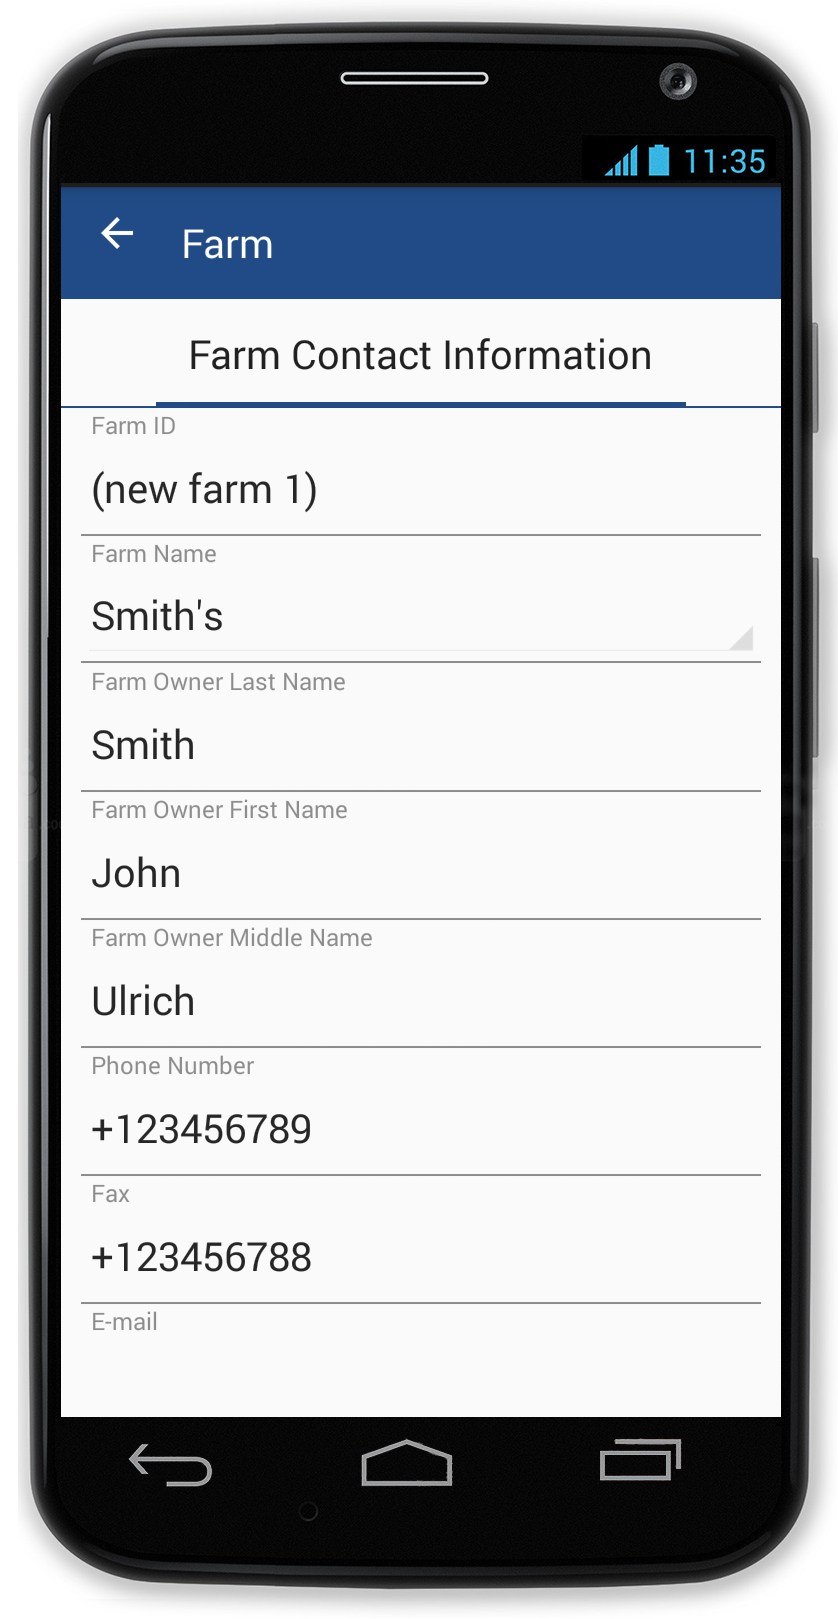 11:35
Farm
Farm Contact Information
Farm ID
(new farm 1)
Farm Name
Smith's
Farm Owner Last Name
Smith
Farm Owner First Name
John
Farm Owner Middle Name
Ulrich
Phone Number
+123456789
Fax
+123456788
E-mail